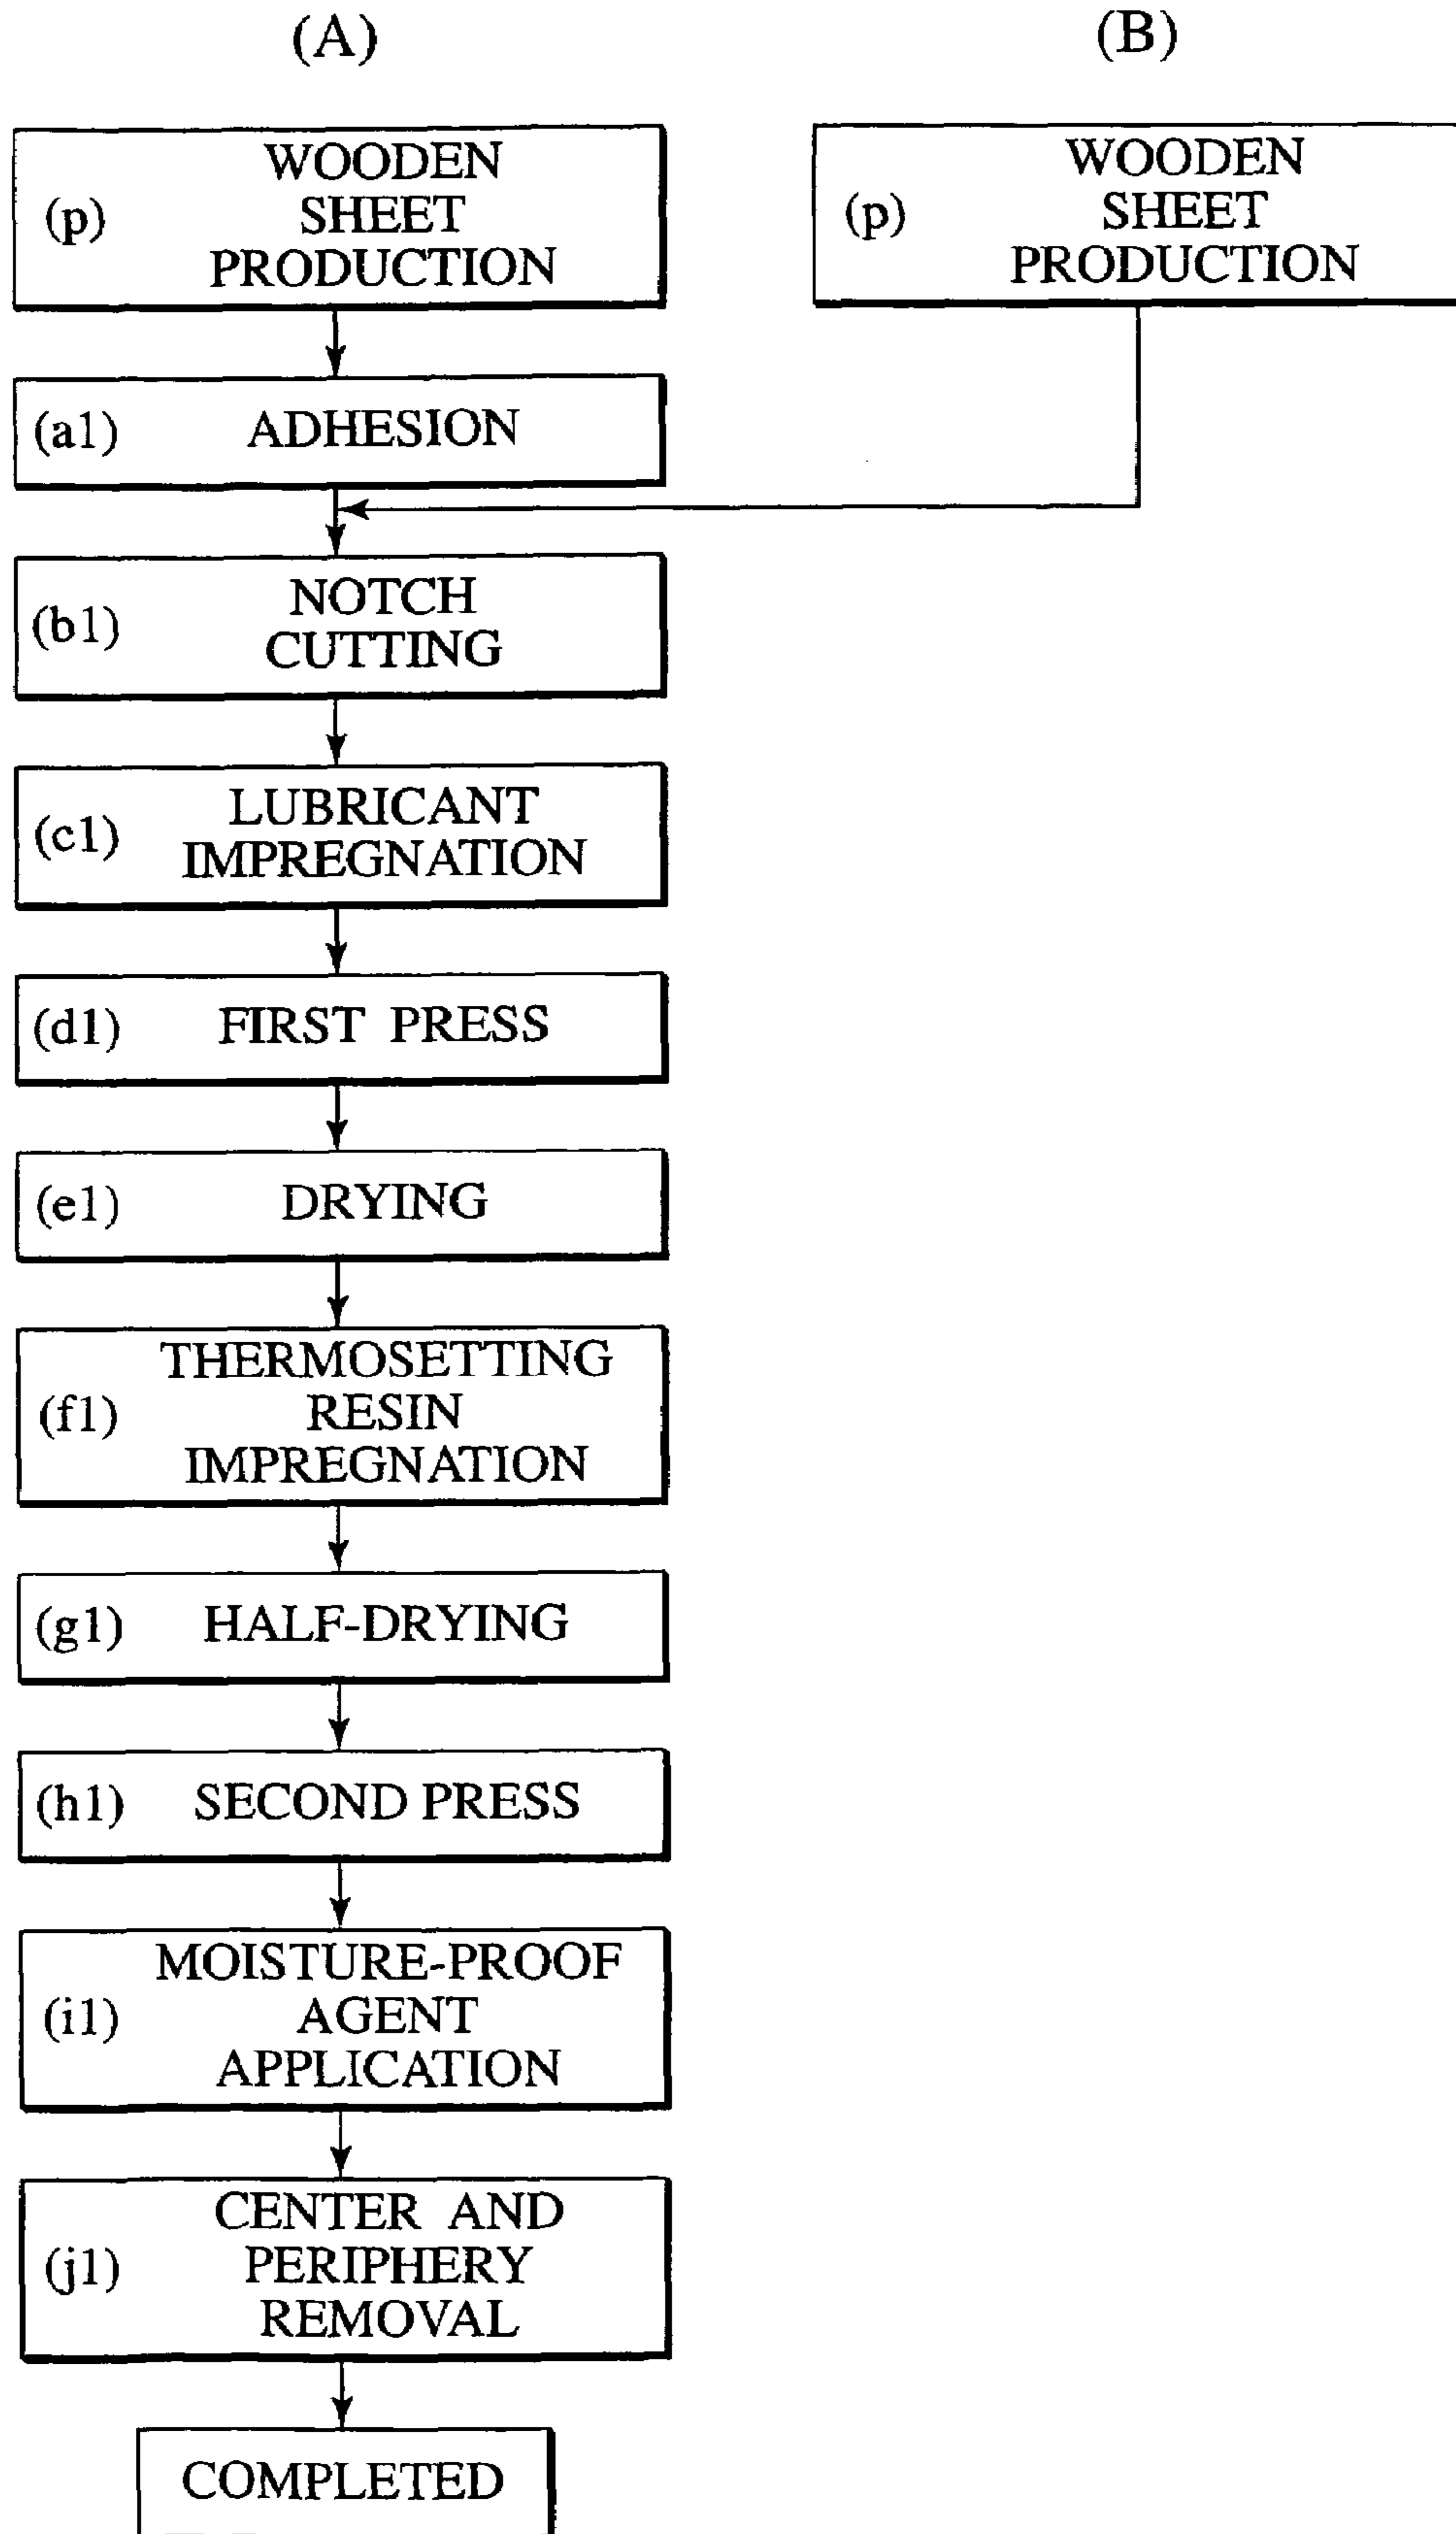 (A)
(B)
(p)
WOODEN
SHEET
PRODUCTION
(p)
WOODEN
SHEET
PRODUCTION
(a1) ADHESION
(b1)
NOTCH
CUTTING
(c1)
LUBRICANT
IMPREGNATION
(d1) FIRST PRESS
(e1) DRYING
(f1)
THERMOSETTING
RESIN
IMPREGNATION
(g1) HALF-DRYING
(h1) SECOND PRESS
(i1)
MOISTURE-PROOF
AGENT
APPLICATION
(j1)
CENTER AND
PERIPHERY
REMOVAL
COMPLETED